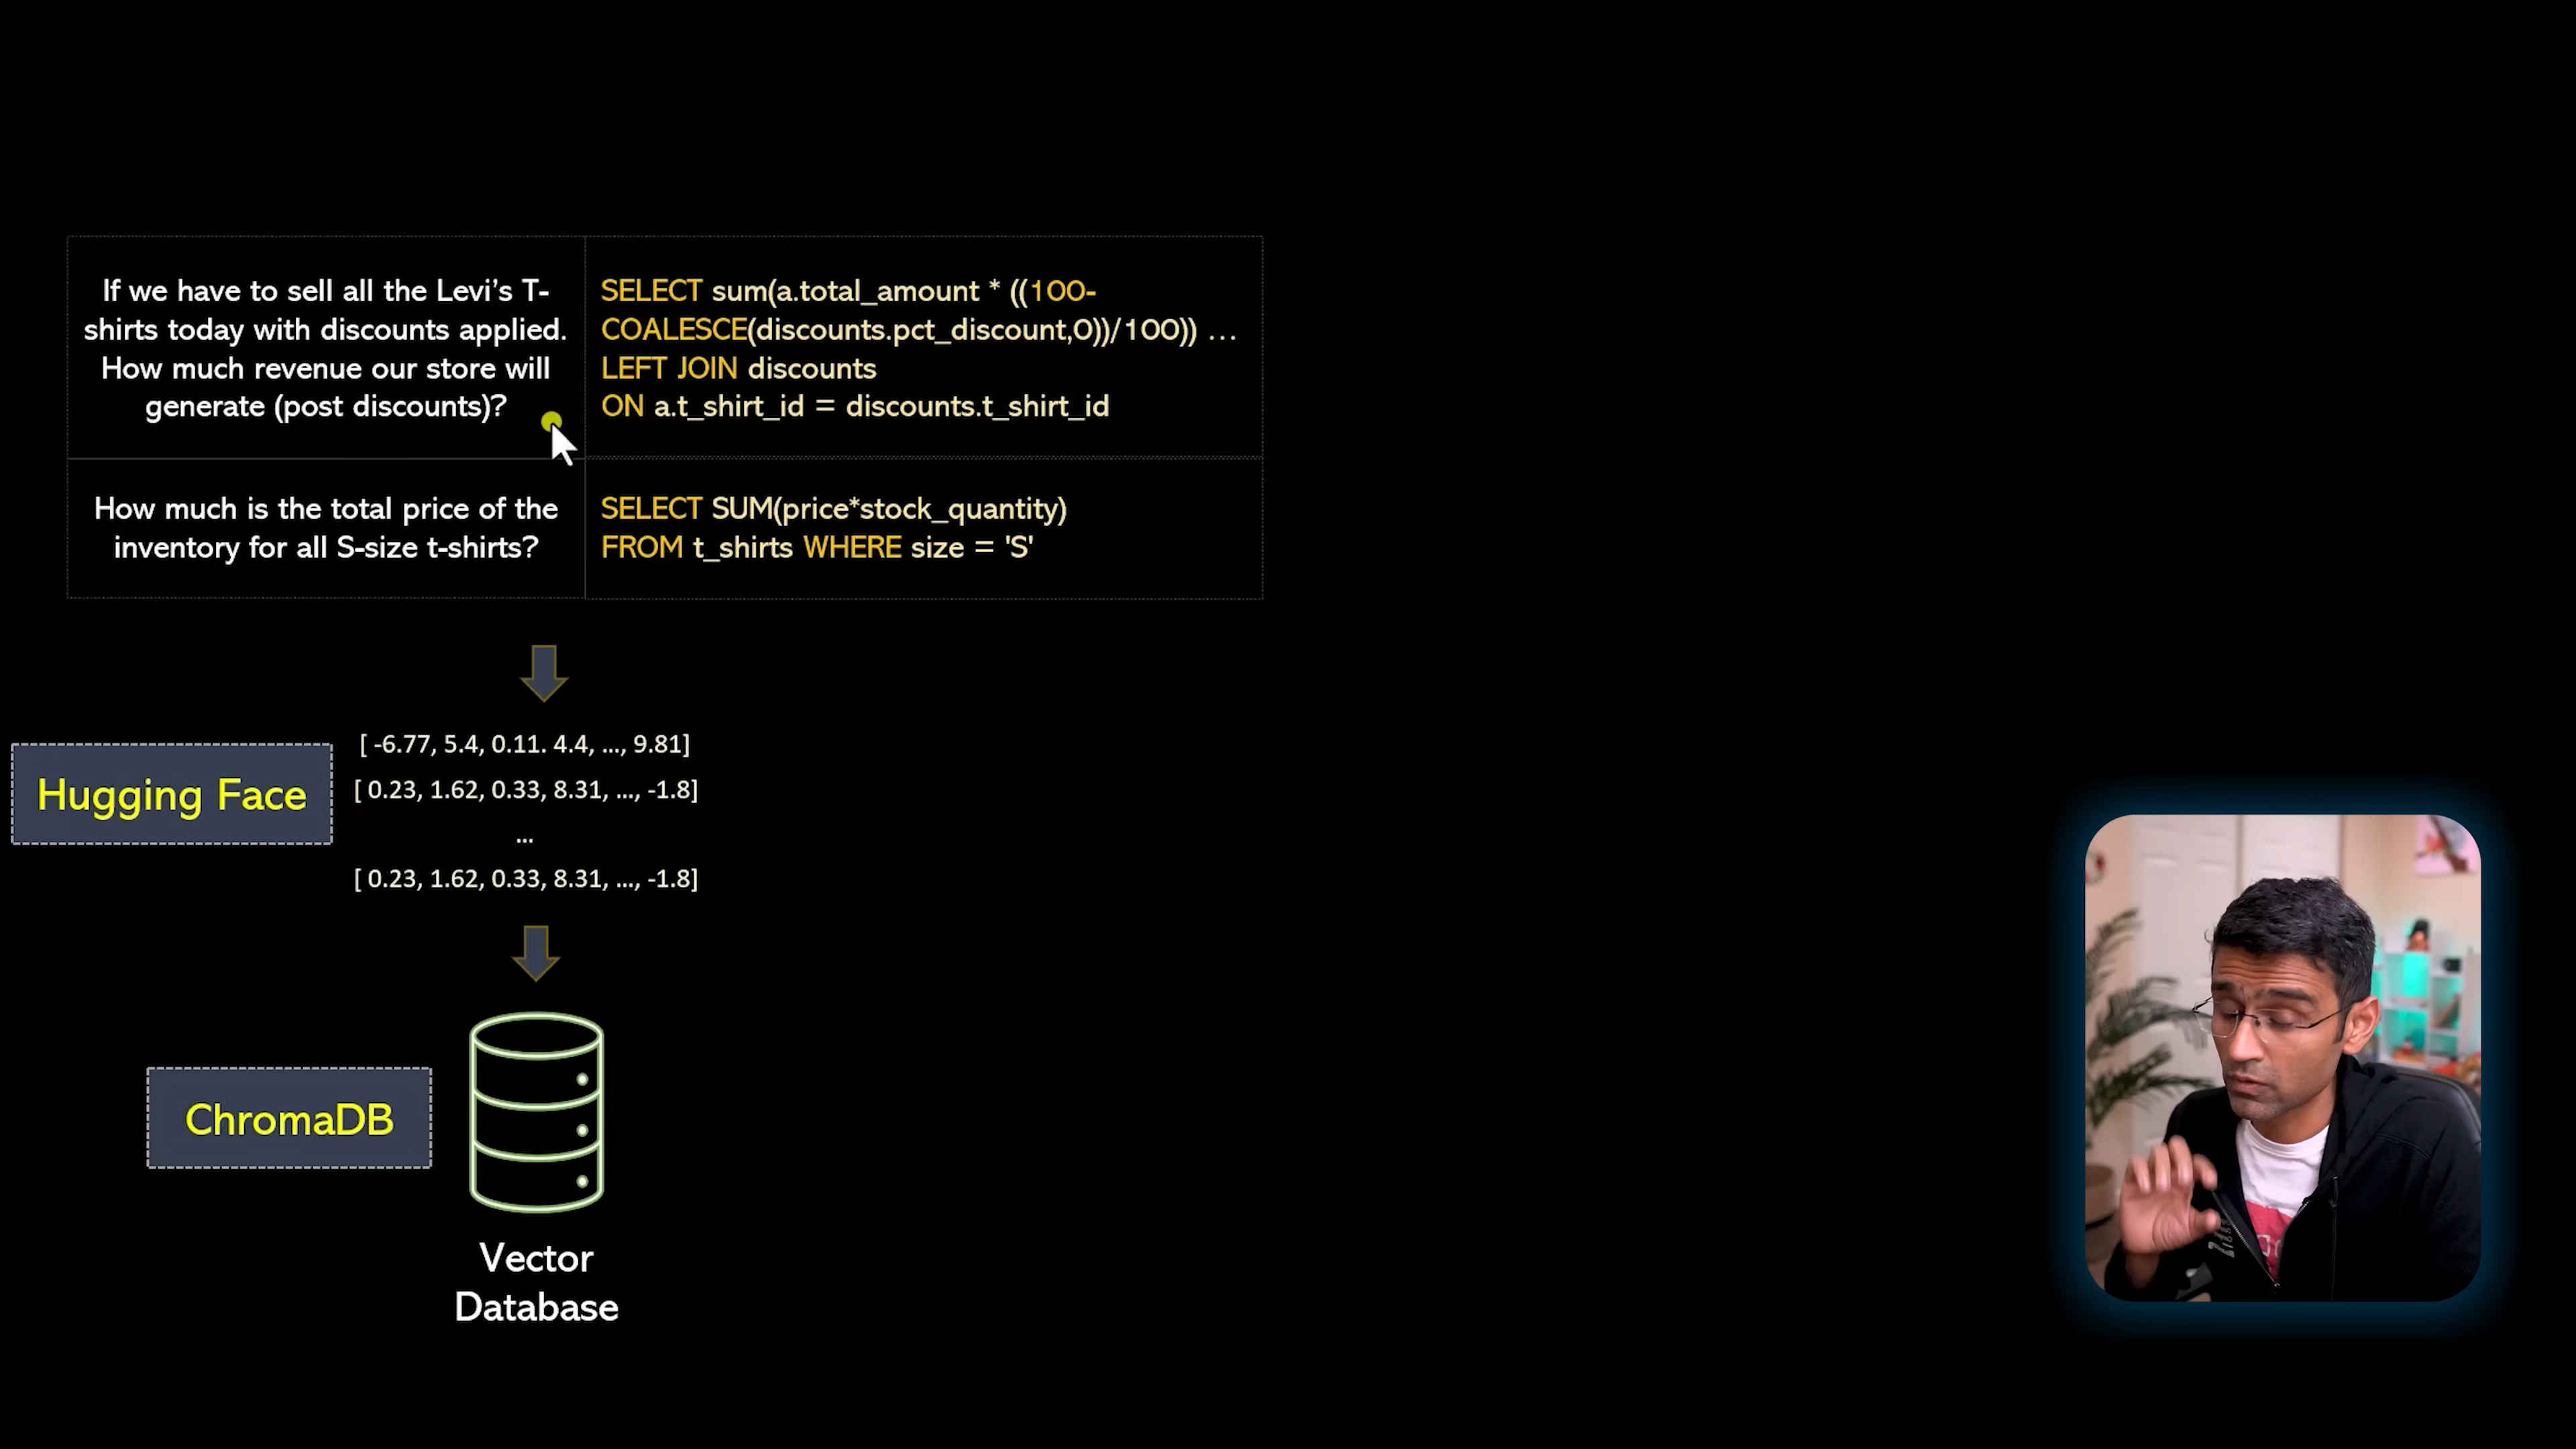 If we have to sell all the Levi's T-
shirts today with discounts applied.
How much revenue our store will
generate (post discounts)?
SELECT sum(a.total_amount * ((100-
COALESCE(discounts.pct_discount,0))/100)) ...
LEFT JOIN discounts
ON a.t_shirt_id = discounts.t_shirt_id
How much is the total price of the
inventory for all S-size t-shirts?
SELECT SUM(price*stock_quantity)
FROM t_shirts WHERE size = 'S'
[ -6.77, 5.4, 0.11. 4.4, ..., 9.81]
[ 0.23, 1.62, 0.33, 8.31, ..., -1.8]
...
[ 0.23, 1.62, 0.33, 8.31, ..., -1.8]
Hugging Face
ChromaDB
Vector
Database